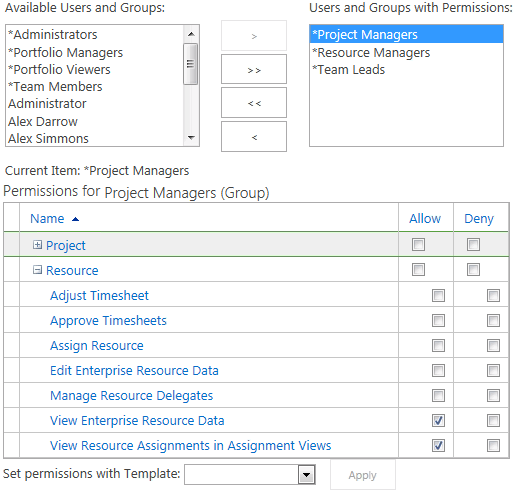 Available Users and Groups:
Users and Groups with Permissions:
*Administrators
*Portfolio Managers
*Portfolio Viewers
*Team Members
Administrator
Alex Darrow
Alex Simmons
>
>>
<<
<
*Project Managers
*Resource Managers
*Team Leads
Current Item: *Project Managers
Permissions for Project Managers (Group)
Name Allow Deny
Project
Resource
Adjust Timesheet
Approve Timesheets
Assign Resource
Edit Enterprise Resource Data
Manage Resource Delegates
View Enterprise Resource Data
View Resource Assignments in Assignment Views
Set permissions with Template: Apply